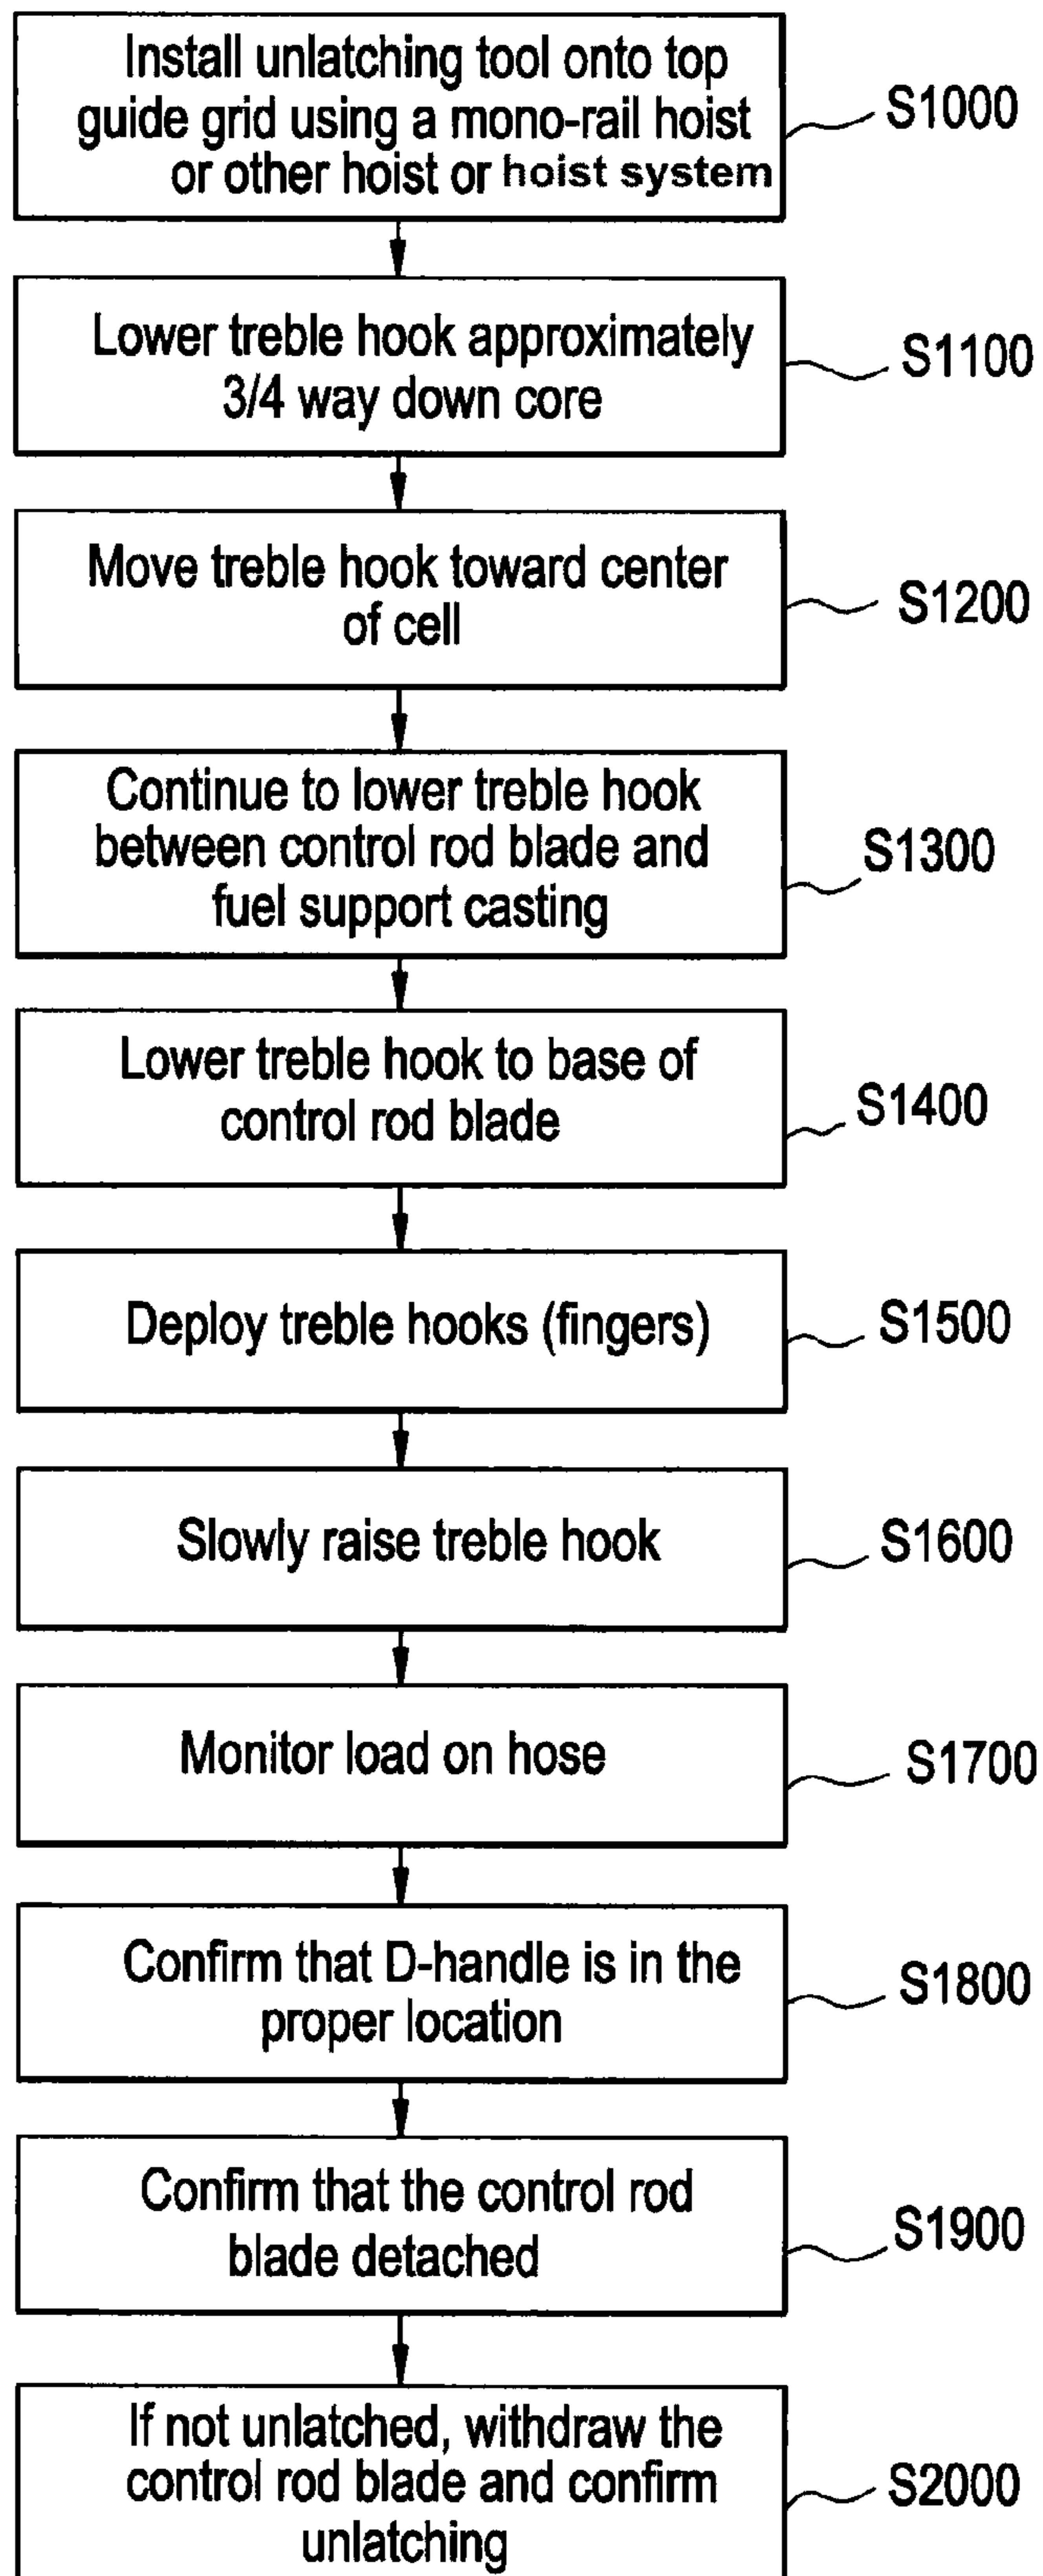 Install unlatching tool onto top
guide grid using a mono-rail hoist
or other hoist or hoist system
S1000
Lower treble hook approximately
3/4 way down core
S1100
Move treble hook toward center
of cell
S1200
Continue to lower treble hook
between control rod blade and
fuel support casting
S1300
Lower treble hook to base of
control rod blade
S1400
Deploy treble hooks (fingers)
S1500
Slowly raise treble hook
S1600
Monitor load on hose
S1700
Confirm that D-handle is in the
proper location
S1800
Confirm that the control rod
blade detached
S1900
If not unlatched, withdraw the
control rod blade and confirm
unlatching
S2000